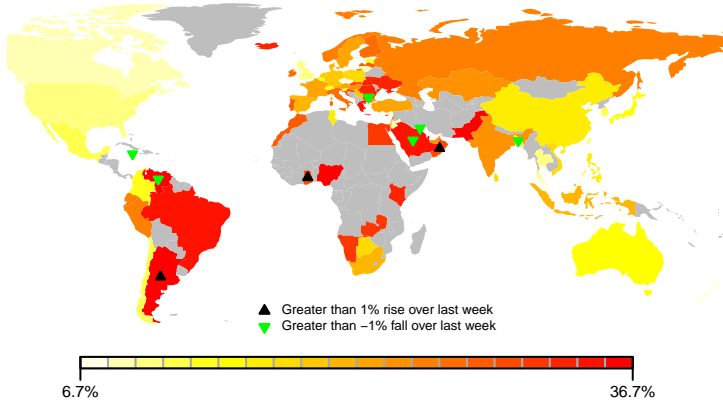 Greater than 1% rise over last week
Greater than −1% fall over last week
6.7%
36.7%